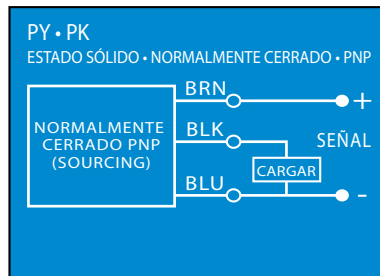 PY • PK
ESTADO SÓLIDO • NORMALMENTE CERRADO • PNP
BRN
+
NORMALMENTE
CERRADO PNP
(SOURCING)
BLK
SEÑAL
CARGAR
BLU
-